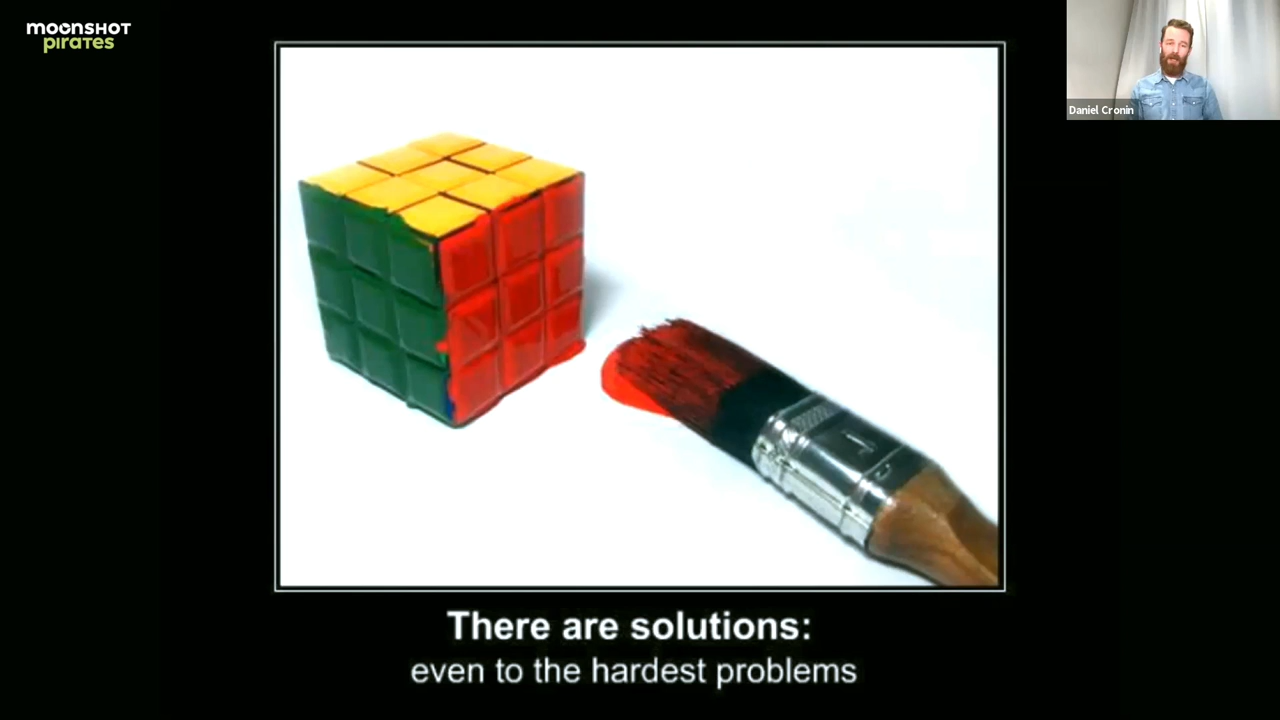 moonshot
pirates
Daniel Cronin
There are solutions:
even to the hardest problems